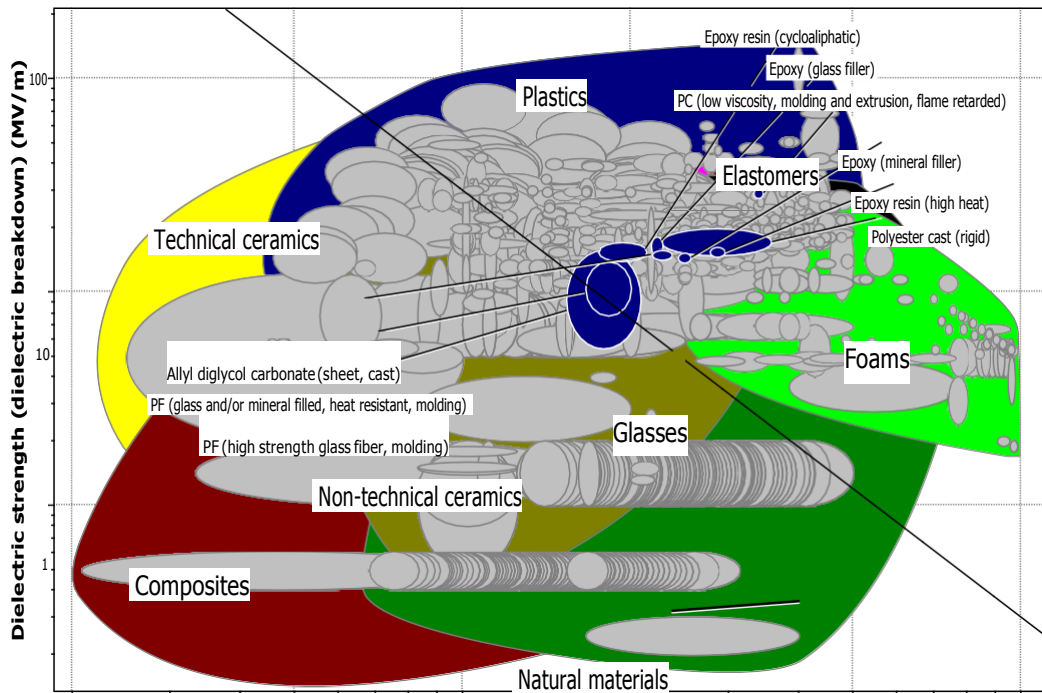 Dielectric strength (dielectric breakdown) (MV/m)
100
10
1
Epoxy resin (cycloaliphatic)
Plastics
Epoxy (glass filler)
PC (low viscosity, molding and extrusion, flame retarded)
Epoxy (mineral filler)
Elastomers
Epoxy resin (high heat)
Technical ceramics
Polyester cast (rigid)
Foams
Allyl diglycol carbonate (sheet, cast)
PF (glass and/or mineral filled, heat resistant, molding)
Glasses
PF (high strength glass fiber, molding)
Non-technical ceramics
Composites
Natural materials